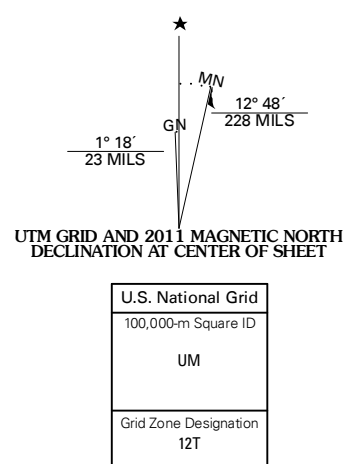 MN
GN
12° 48´
228 MILS
1° 18´
23 MILS
UTM GRID AND 2011 MAGNETIC NORTH
DECLINATION AT CENTER OF SHEET
U.S. National Grid
100,000-m Square ID
UM
Grid Zone Designation
12T